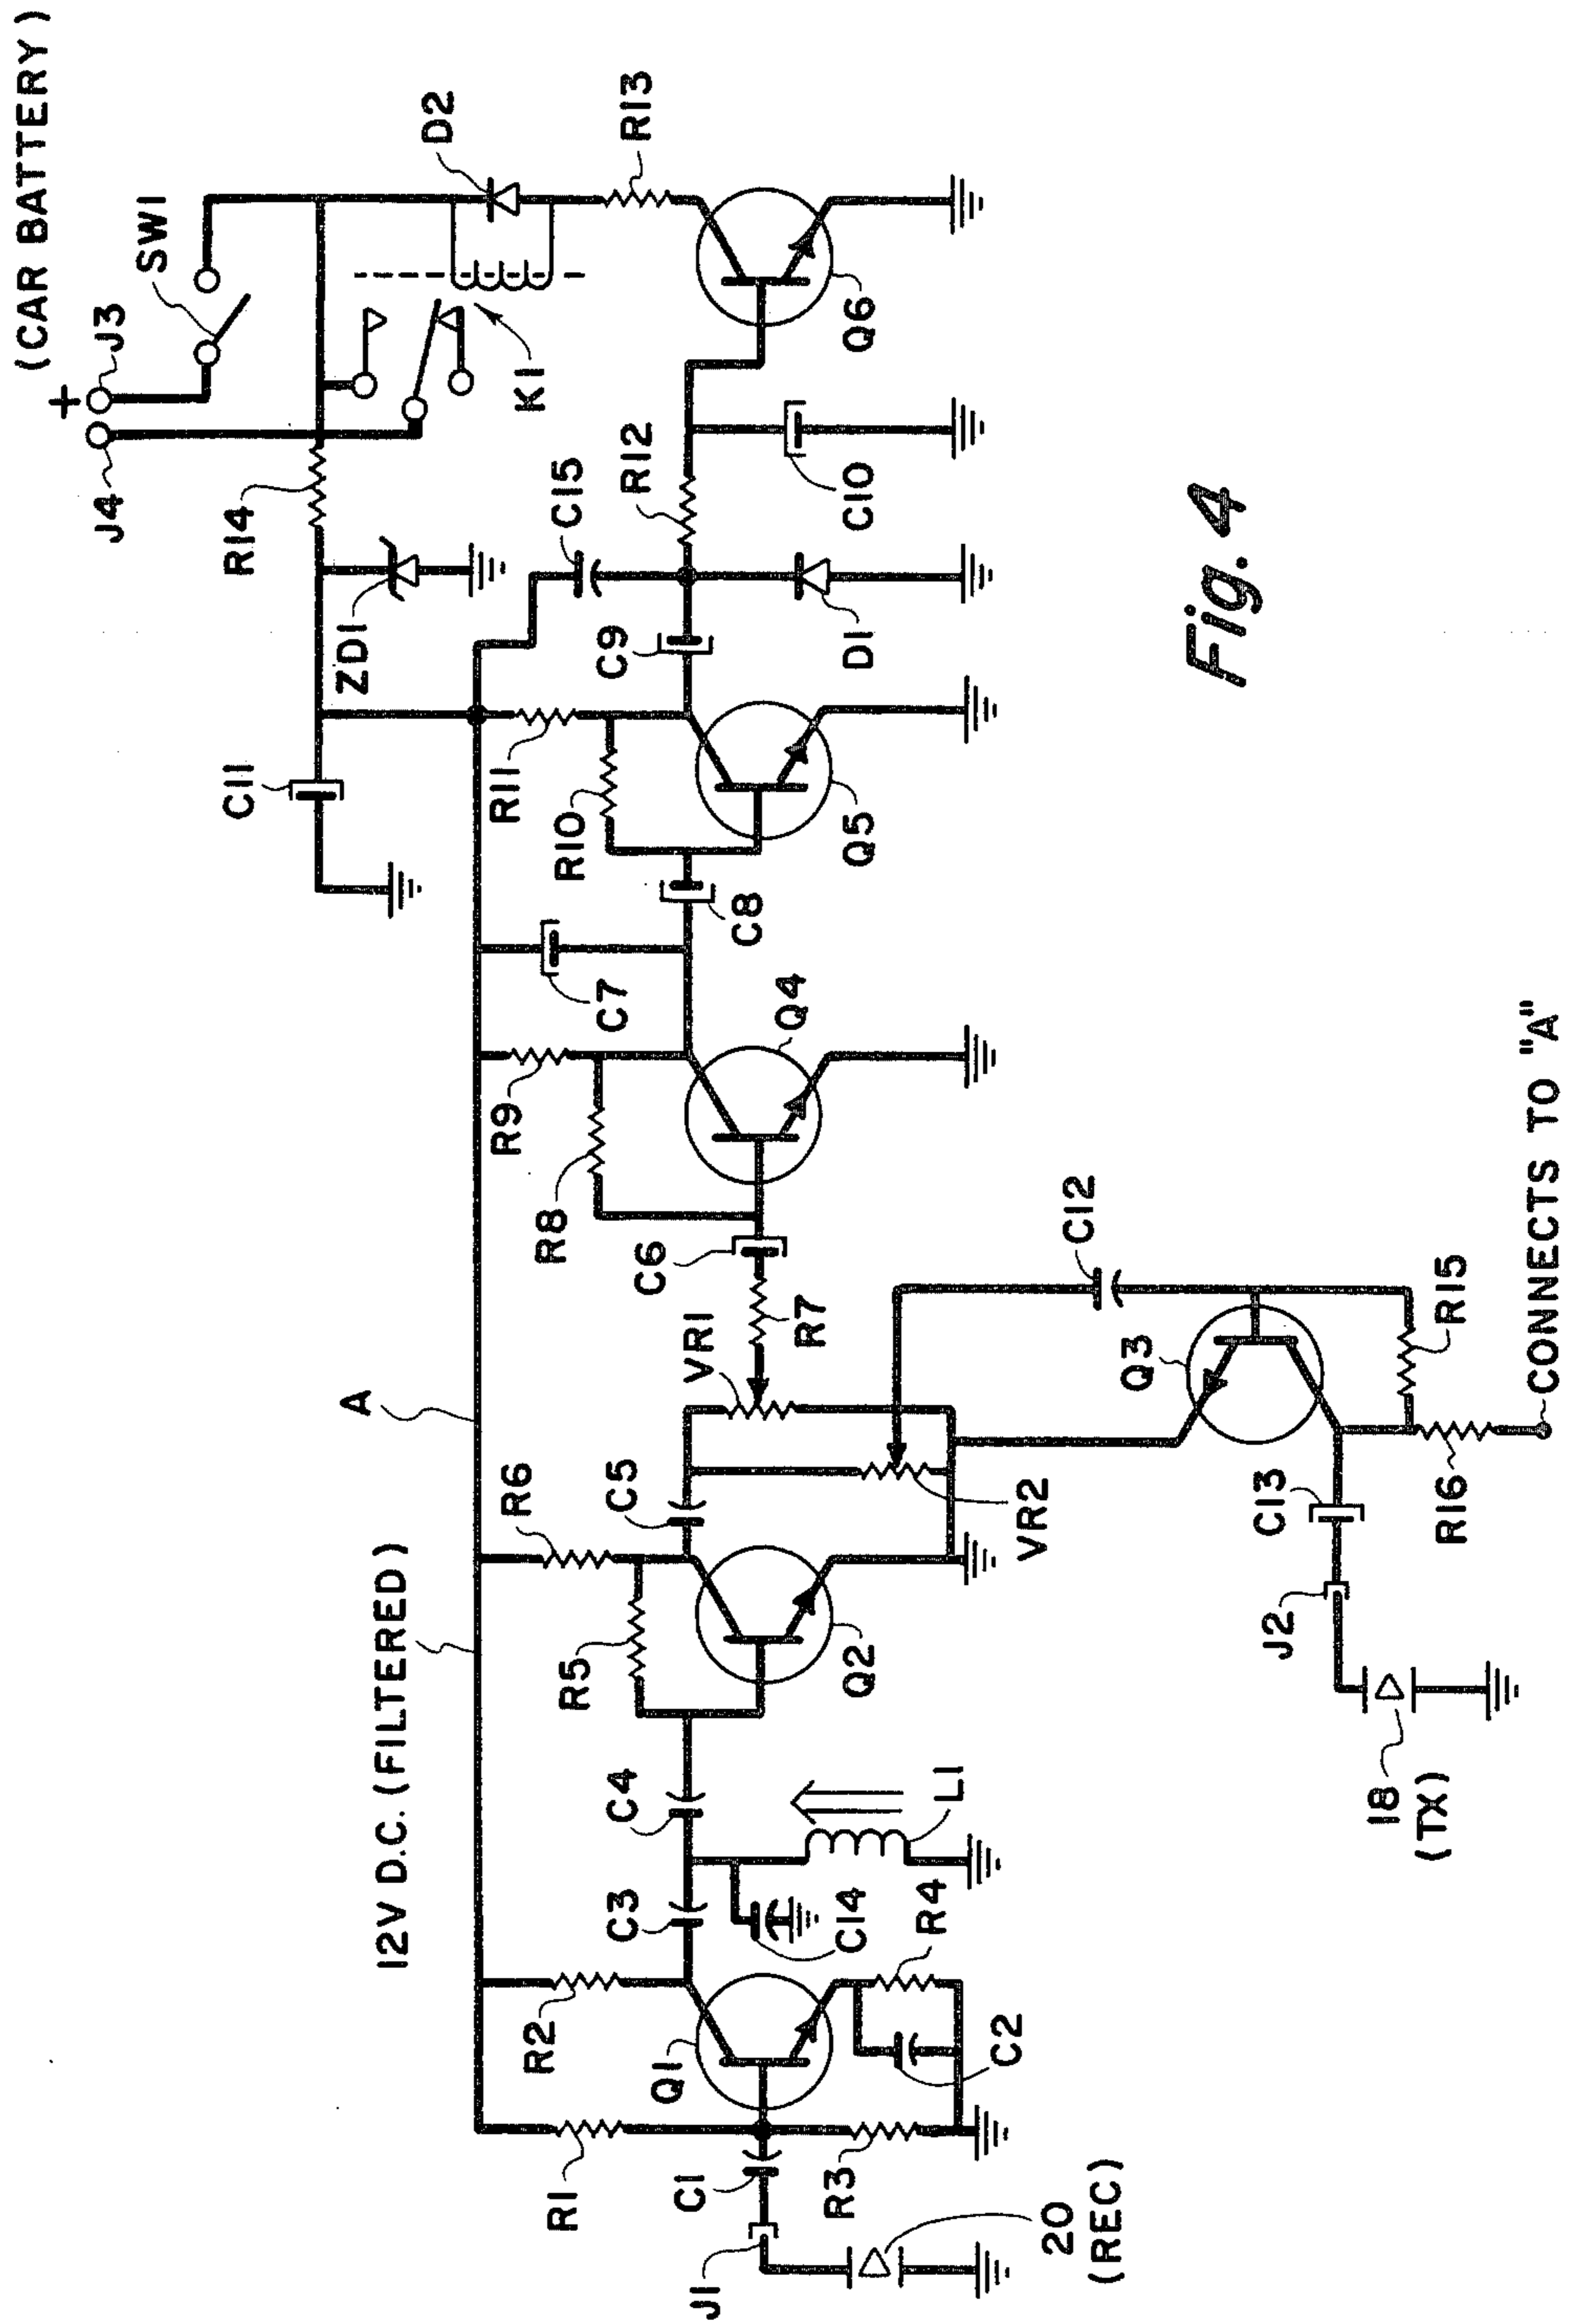 (CAR BATTERY)
+
J4
J3
SW1
D2
R13
R14
K1
C11
ZD1
C15
R12
C10
Q6
C9
D1
R11
R10
Q5
C8
C7
R9
R8
Q4
C6
R7
VR1
A
12V D.C. (FILTERED)
R6
R5
C5
Q2
VR2
C12
Q3
R15
R16
CONNECTS TO "A"
C13
J2
18
(TX)
C4
C3
L1
C14
R4
R2
Q1
C2
R1
C1
R3
J1
20
(REC)
Fig. 4